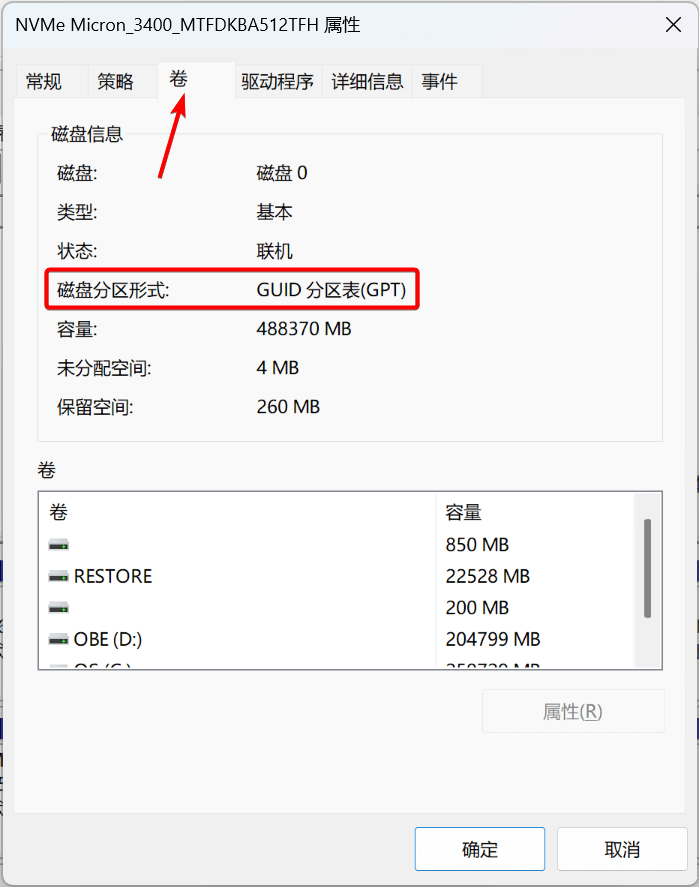 NVMe Micron_3400_MTFDKBA512TFH 属性
常规 策略 卷 驱动程序 详细信息 事件
磁盘信息
磁盘: 磁盘 0
类型: 基本
状态: 联机
磁盘分区形式: GUID 分区表(GPT)
容量: 488370 MB
未分配空间: 4 MB
保留空间: 260 MB
卷
卷 容量
850 MB
RESTORE 22528 MB
200 MB
OBE (D:) 204799 MB
属性(R)
确定 取消